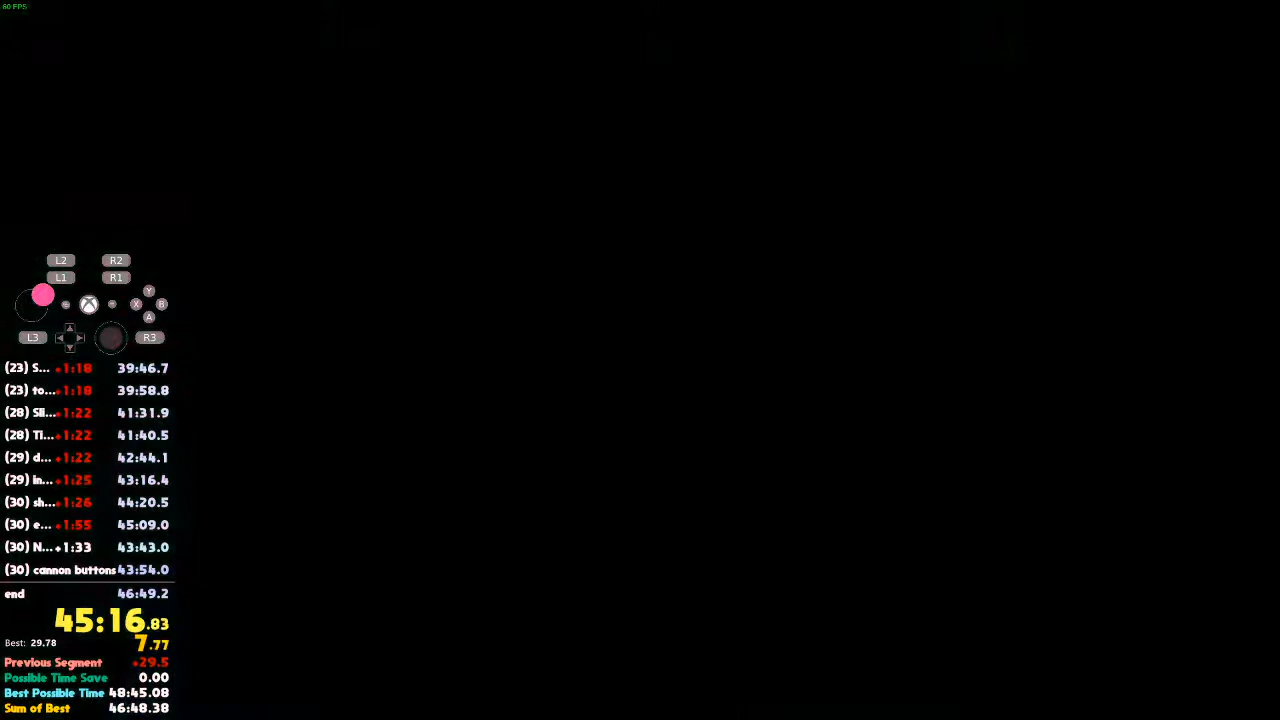 60 FPS
L2 R2
L1 R1
Y
X B
A
L3 R3
(23) S... +1:18 39:46.7
(23) to... +1:18 39:58.8
(28) Sli... +1:22 41:31.9
(28) Ti... +1:22 41:40.5
(29) d... +1:22 42:44.1
(29) in... +1:25 43:16.4
(30) sh... +1:26 44:20.5
(30) e... +1:55 45:09.0
(30) N... +1:33 43:43.0
(30) cannon buttons 43:54.0
end 46:49.2
45:16.83
Best: 29.78 7.77
Previous Segment +29.5
Possible Time Save 0.00
Best Possible Time 48:45.08
Sum of Best 46:48.38